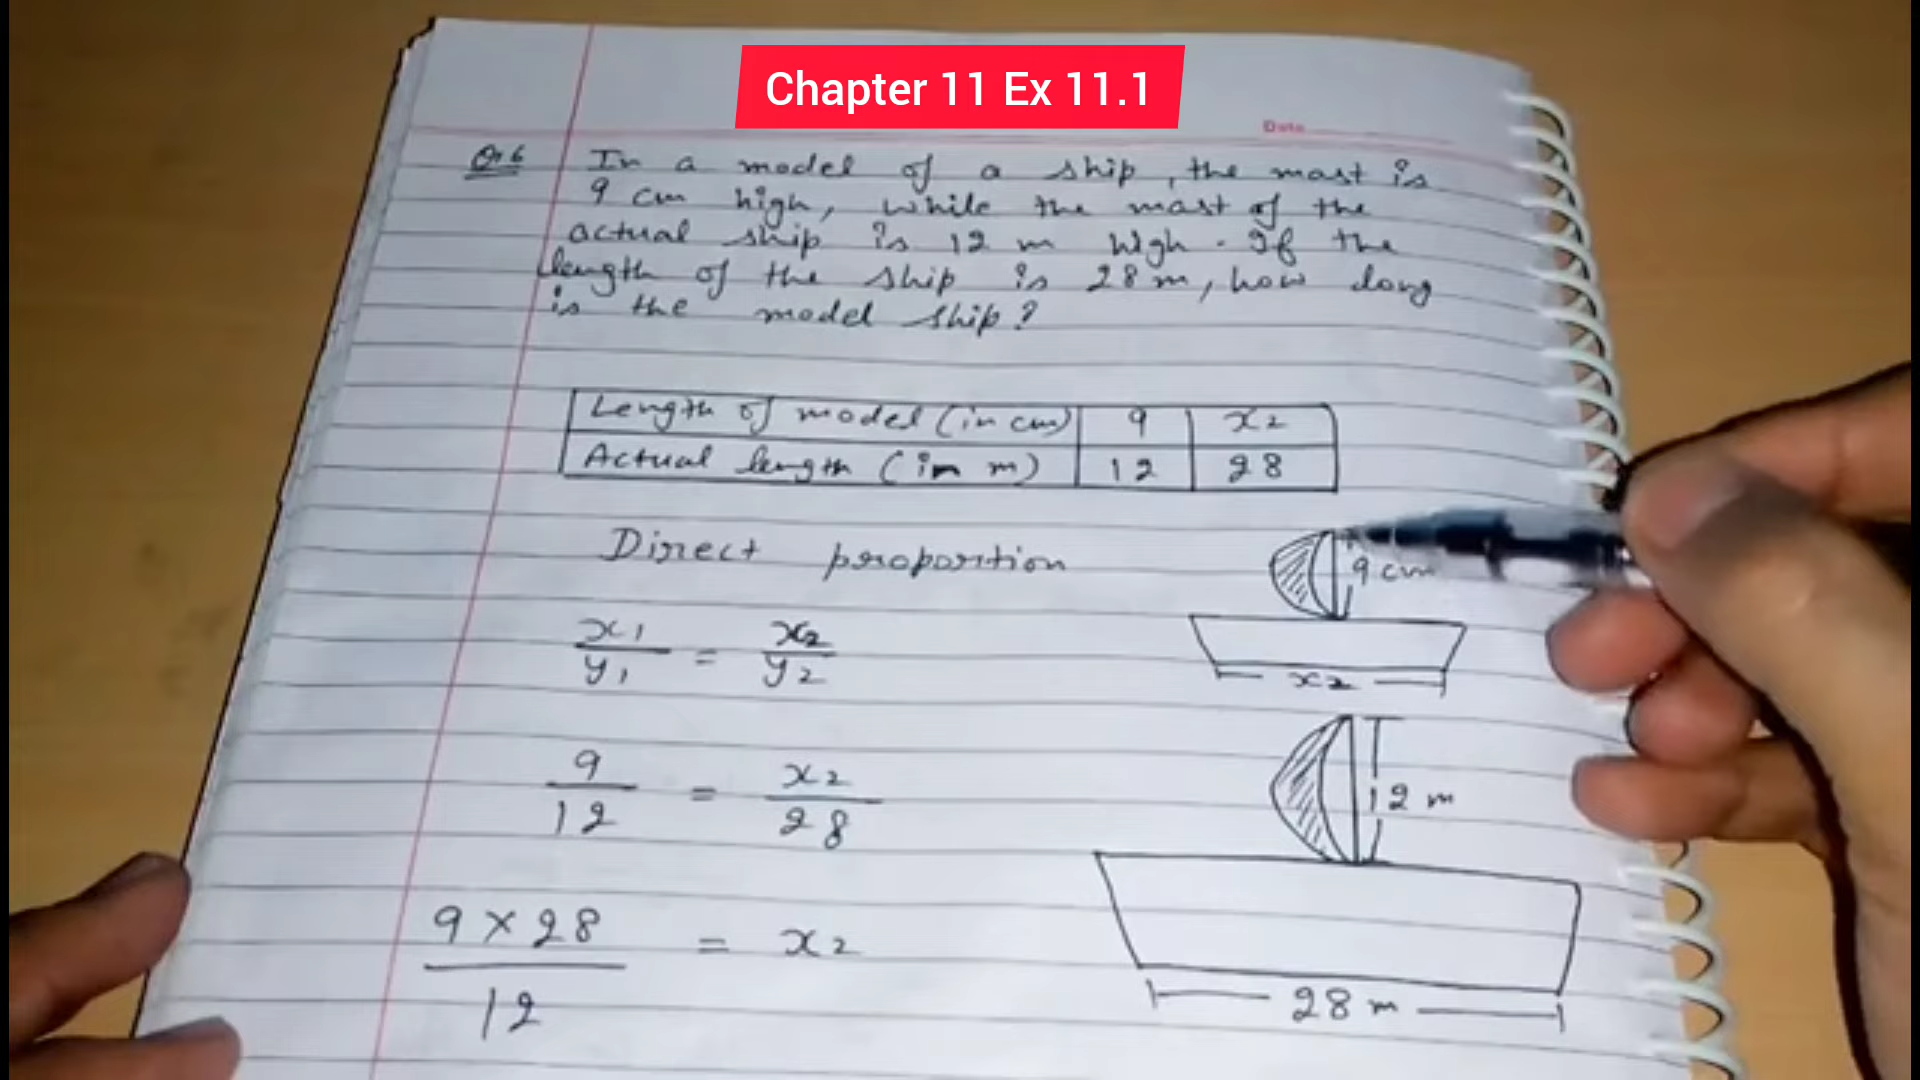 Chapter 11 Ex 11.1
Date
Qn 6 In a model of a ship, the mast is
9 cm high, while the mast of the
actual ship is 12 m high. If the
length of the ship is 28 m, how long
is the model ship?
Length of model (in cm) 9 x2
Actual length (in m) 12 28
Direct proportion
9 cm
x1/y1 = x2/y2
x2
9/12 = x2/28
12 m
9 × 28/12 = x2
28 m